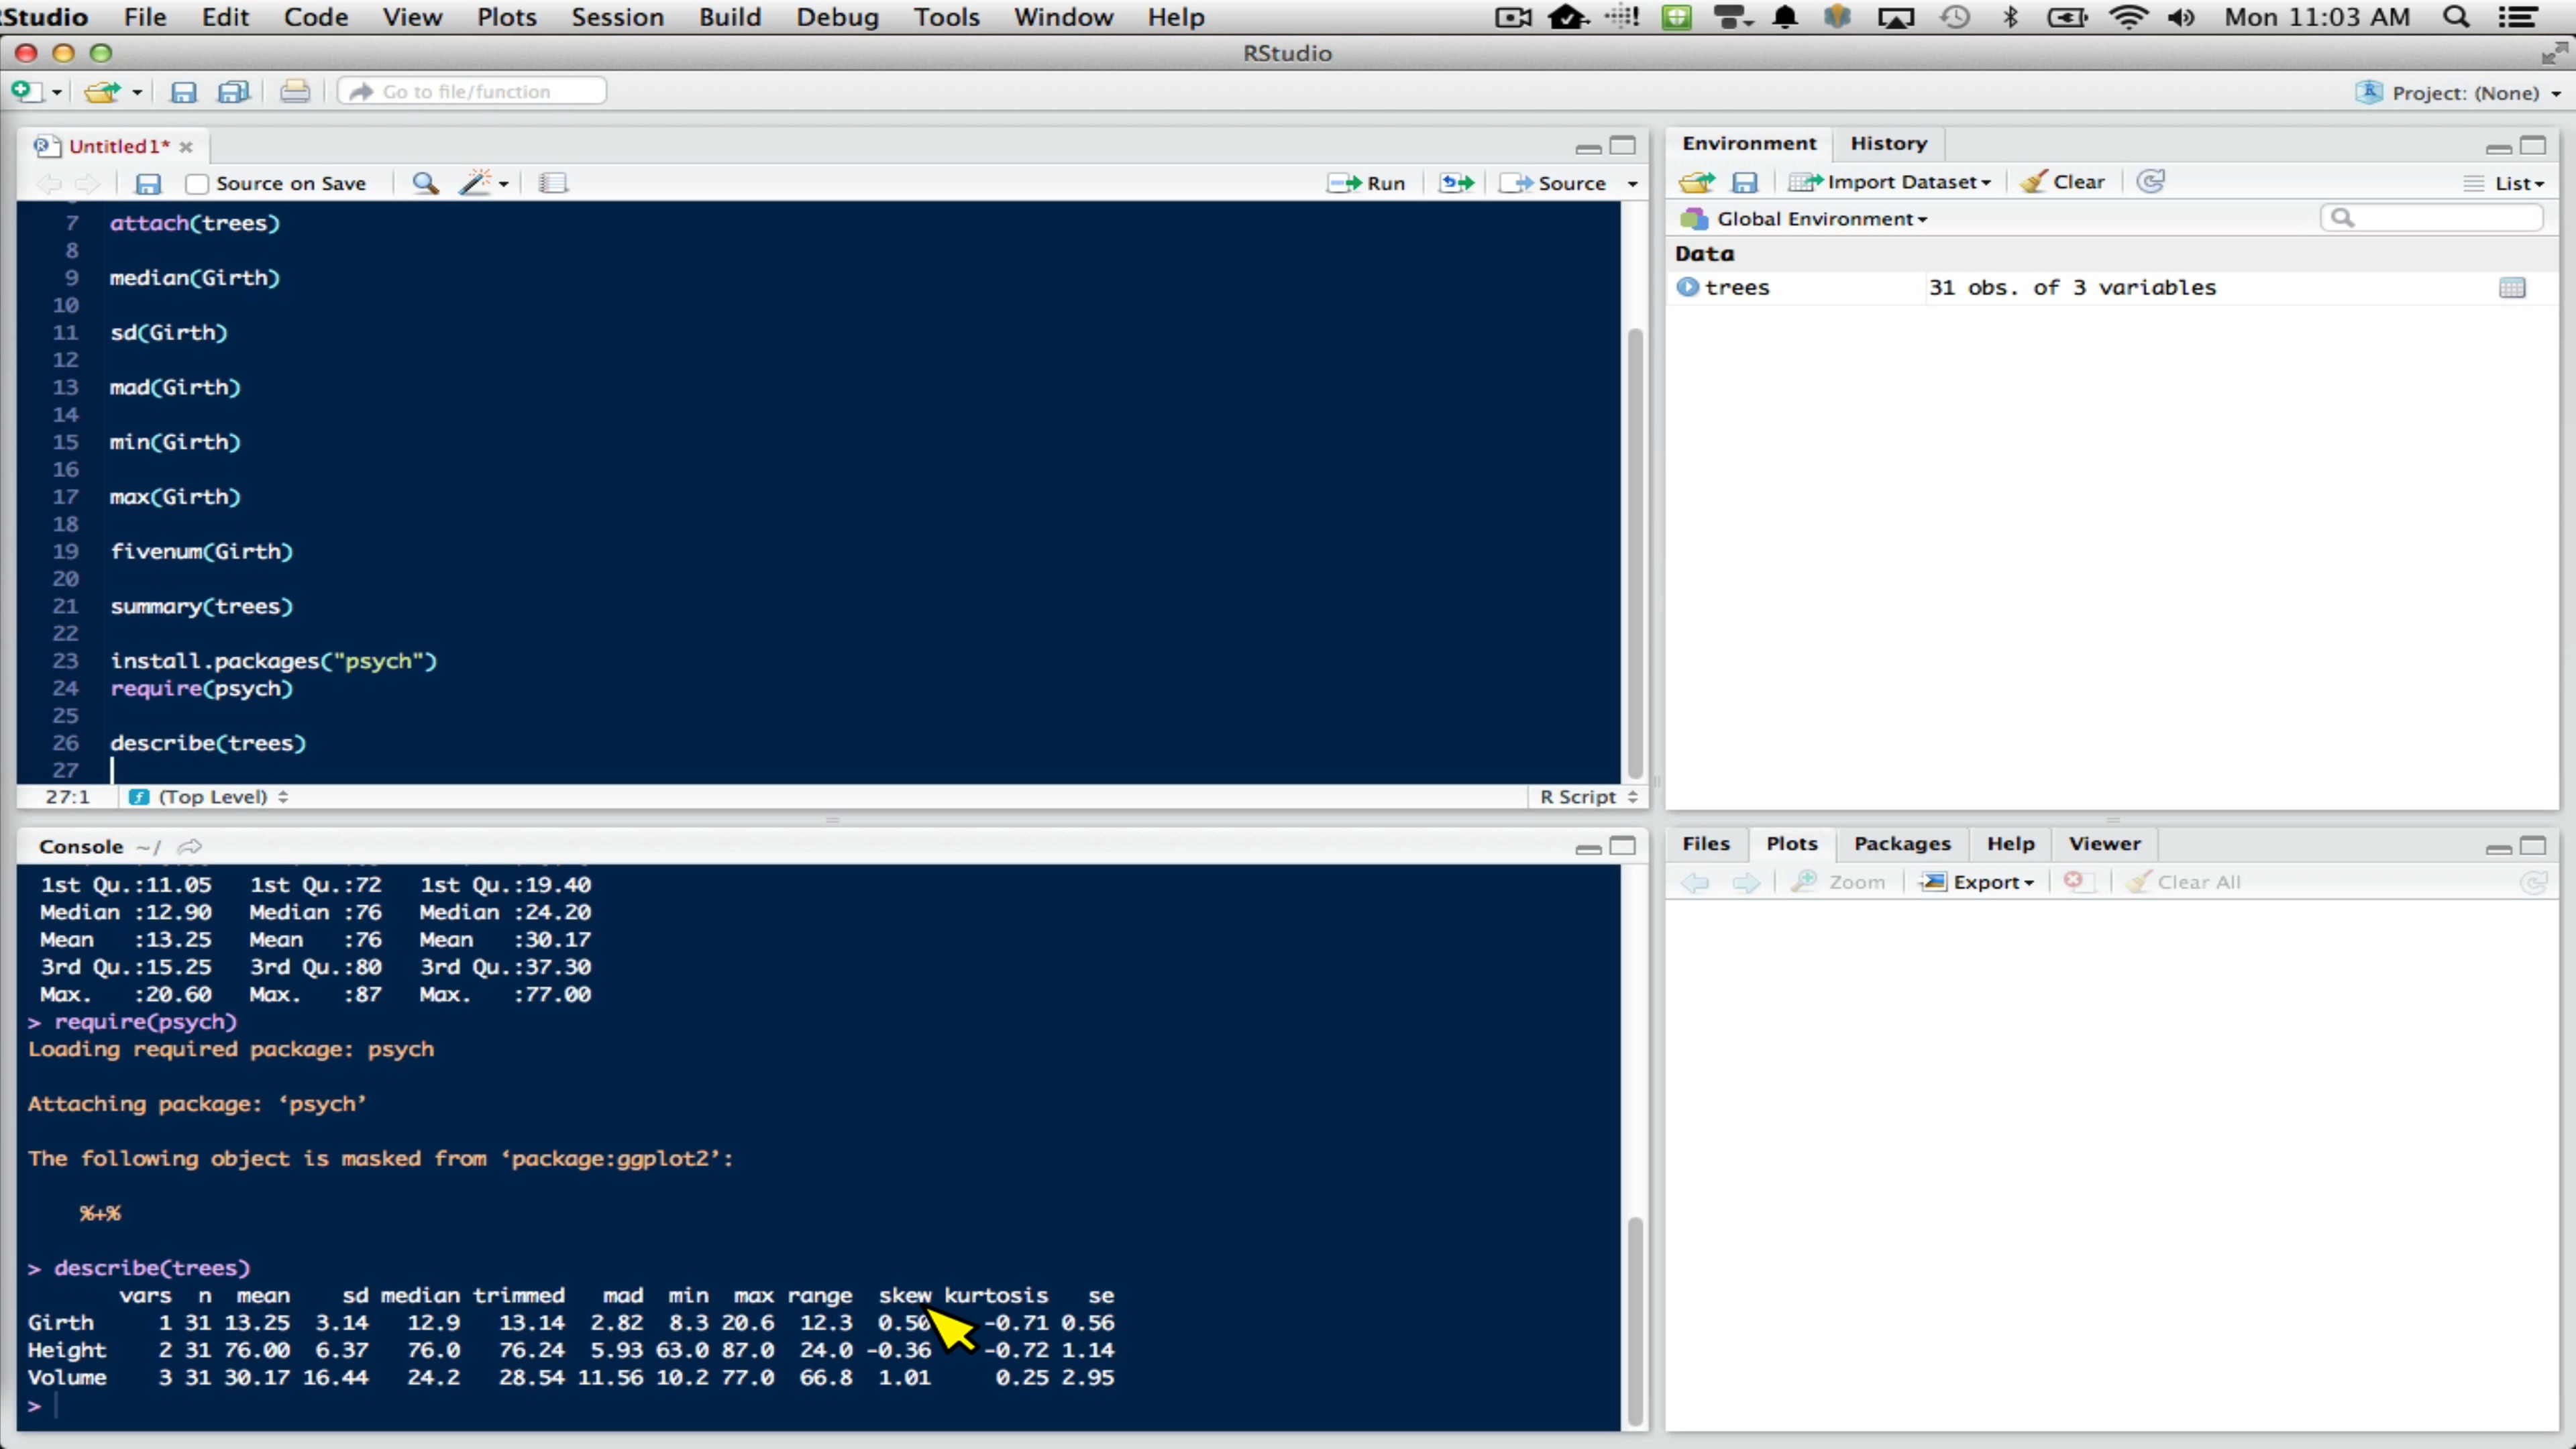 RStudio File Edit Code View Plots Session Build Debug Tools Window Help Mon 11:03 AM
RStudio
Go to file/function Project: (None)
Untitled1*
Source on Save Run Source
7 attach(trees)
8
9 median(Girth)
10
11 sd(Girth)
12
13 mad(Girth)
14
15 min(Girth)
16
17 max(Girth)
18
19 fivenum(Girth)
20
21 summary(trees)
22
23 install.packages("psych")
24 require(psych)
25
26 describe(trees)
27
27:1 (Top Level) R Script
Environment History
Import Dataset Clear List
Global Environment
Data
trees 31 obs. of 3 variables
Console ~/
1st Qu.:11.05 1st Qu.:72 1st Qu.:19.40
Median :12.90 Median :76 Median :24.20
Mean :13.25 Mean :76 Mean :30.17
3rd Qu.:15.25 3rd Qu.:80 3rd Qu.:37.30
Max. :20.60 Max. :87 Max. :77.00
> require(psych)
Loading required package: psych
Attaching package: ‘psych’
The following object is masked from ‘package:ggplot2’:
%+%
> describe(trees)
vars n mean sd median trimmed mad min max range skew kurtosis se
Girth 1 31 13.25 3.14 12.9 13.14 2.82 8.3 20.6 12.3 0.50 -0.71 0.56
Height 2 31 76.00 6.37 76.0 76.24 5.93 63.0 87.0 24.0 -0.36 -0.72 1.14
Volume 3 31 30.17 16.44 24.2 28.54 11.56 10.2 77.0 66.8 1.01 0.25 2.95
>
Files Plots Packages Help Viewer
Zoom Export Clear All